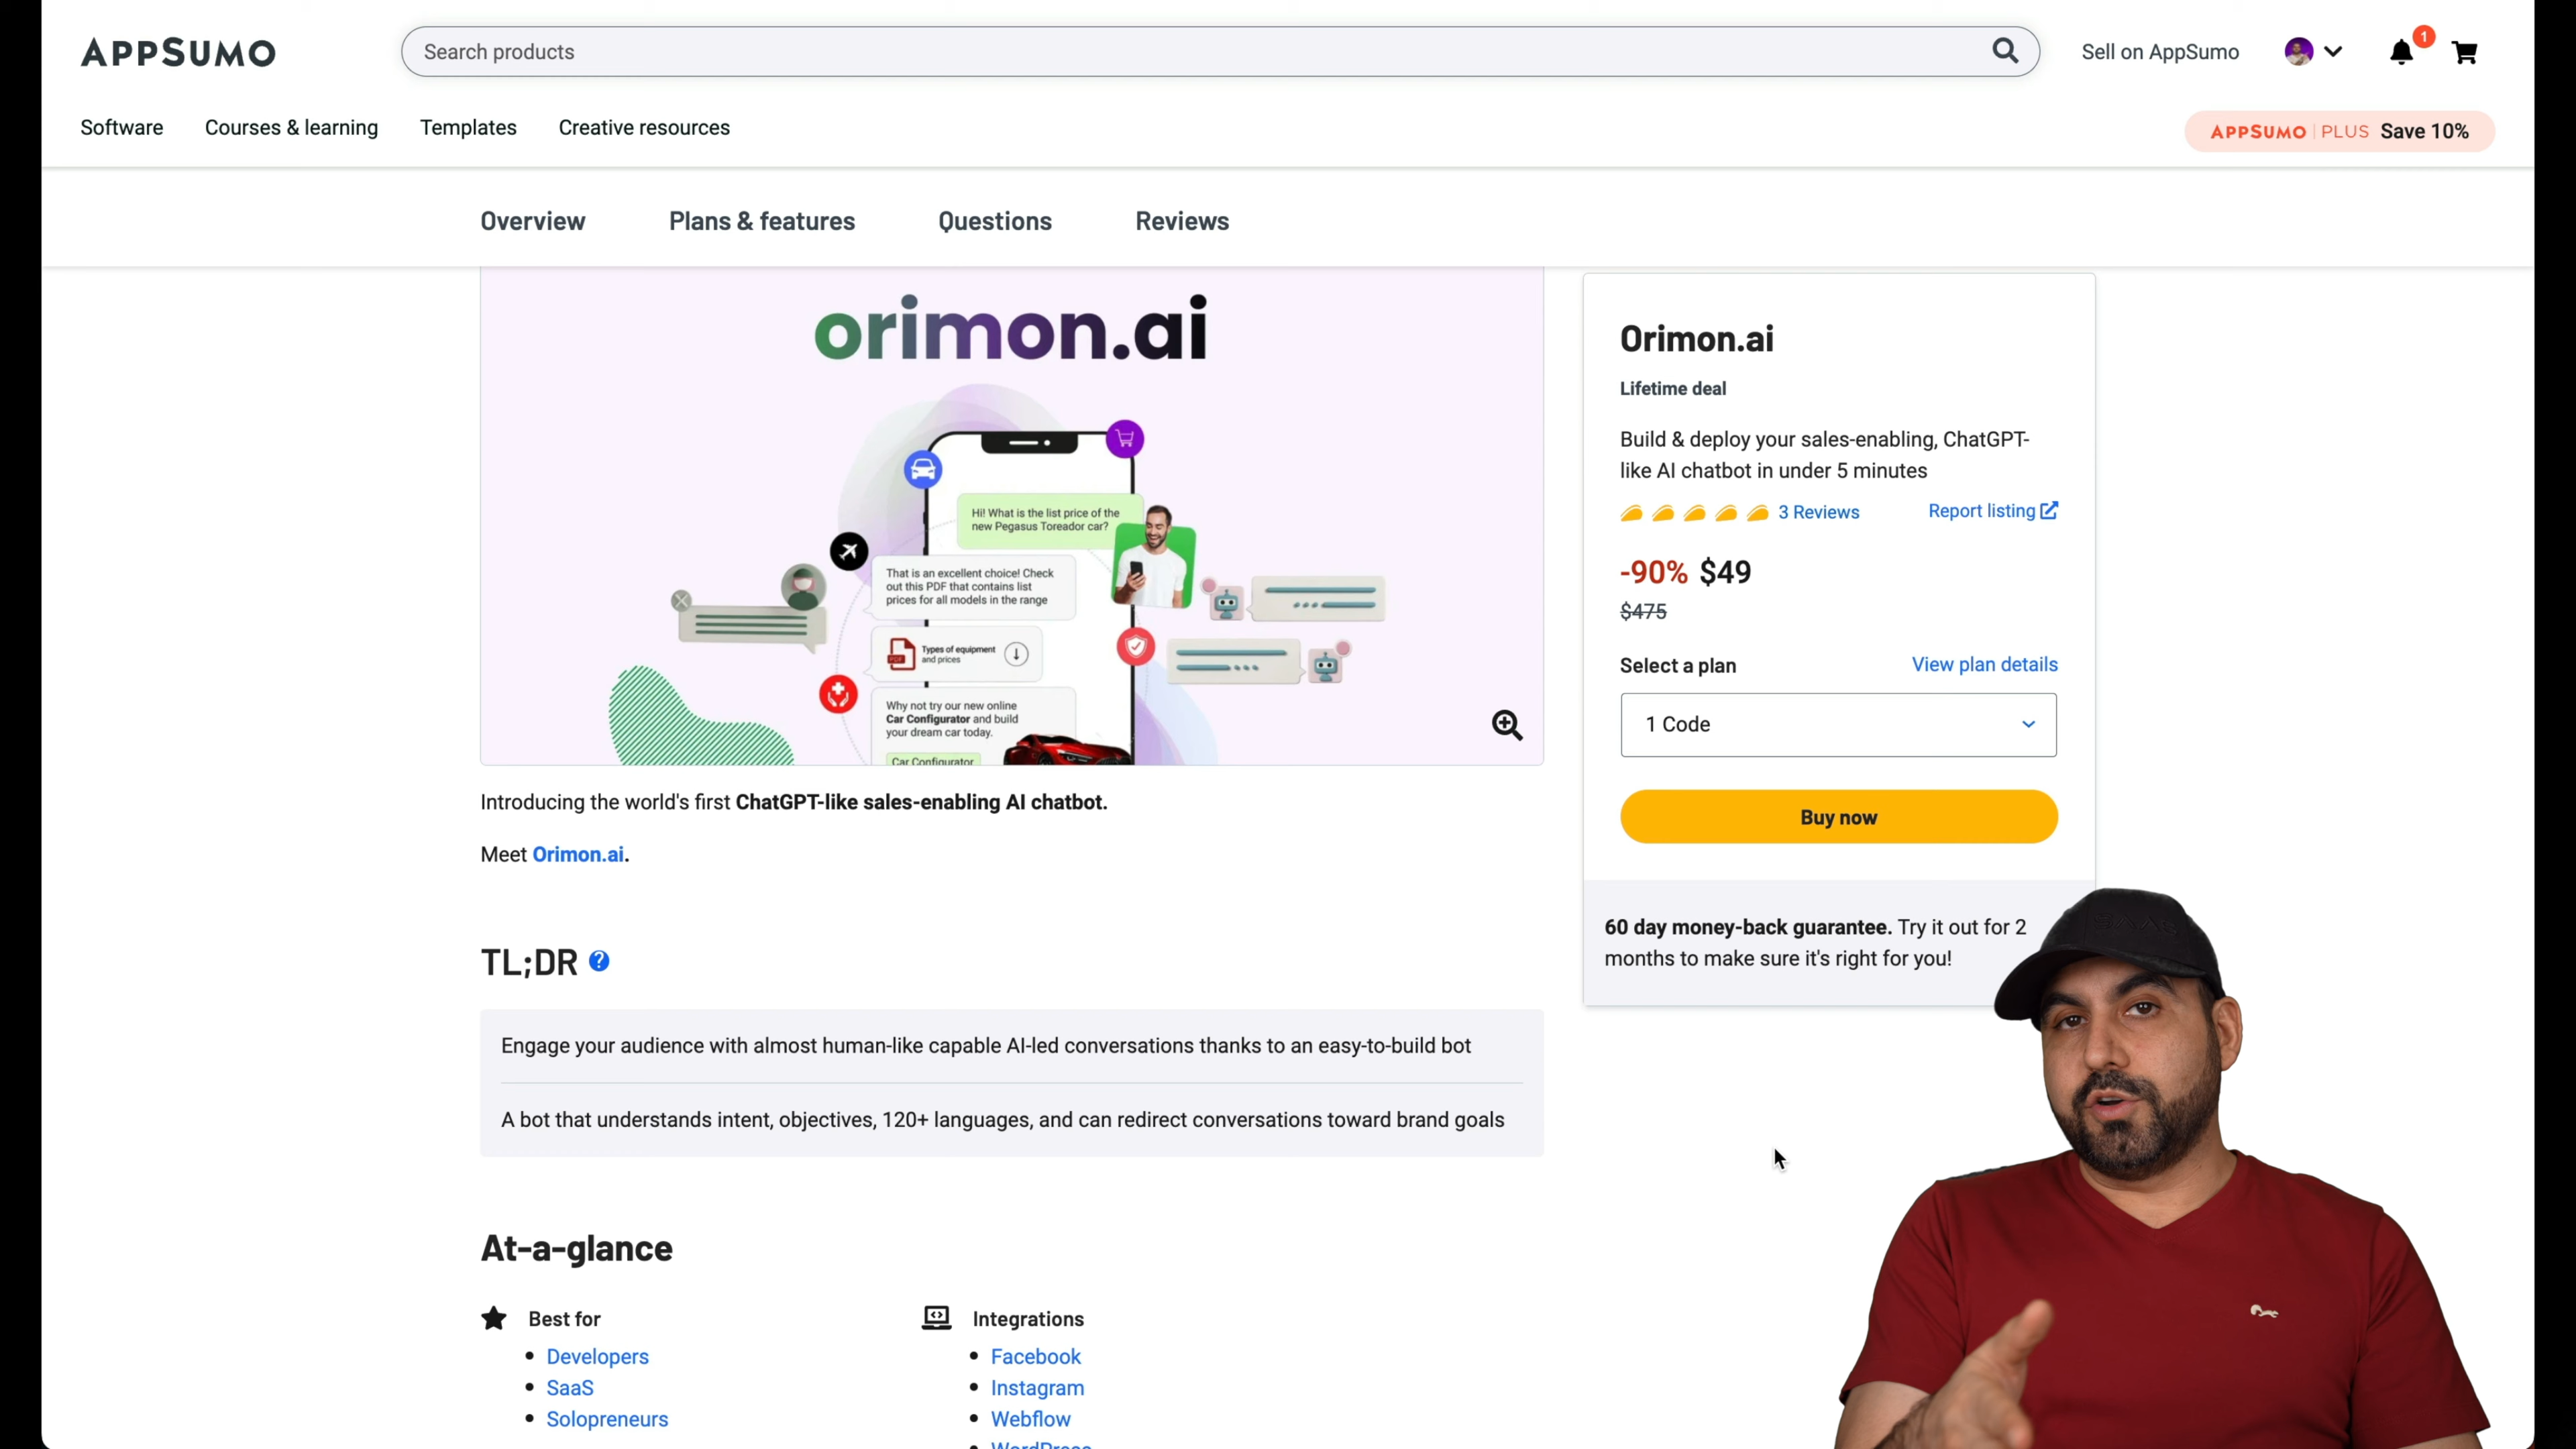 APPSUMO
Search products
Sell on AppSumo
1
Software
Courses & learning
Templates
Creative resources
APPSUMO | PLUS Save 10%
Overview
Plans & features
Questions
Reviews
orimon.ai
Hi! What is the list price of the
new Pegasus Toreador car?
That is an excellent choice! Check
out this PDF that contains list
prices for all models in the range
PDF
Types of equipment
and prices
Why not try our new online
Car Configurator and build
your dream car today.
Car Configurator
Orimon.ai
Lifetime deal
Build & deploy your sales-enabling, ChatGPT-
like AI chatbot in under 5 minutes
3 Reviews
Report listing
-90% $49
$475
Select a plan
View plan details
1 Code
Buy now
60 day money-back guarantee. Try it out for 2
months to make sure it's right for you!
Introducing the world's first ChatGPT-like sales-enabling AI chatbot.
Meet Orimon.ai.
TL;DR ?
Engage your audience with almost human-like capable AI-led conversations thanks to an easy-to-build bot
A bot that understands intent, objectives, 120+ languages, and can redirect conversations toward brand goals
At-a-glance
Best for
• Developers
• SaaS
• Solopreneurs
Integrations
• Facebook
• Instagram
• Webflow
• WordPress